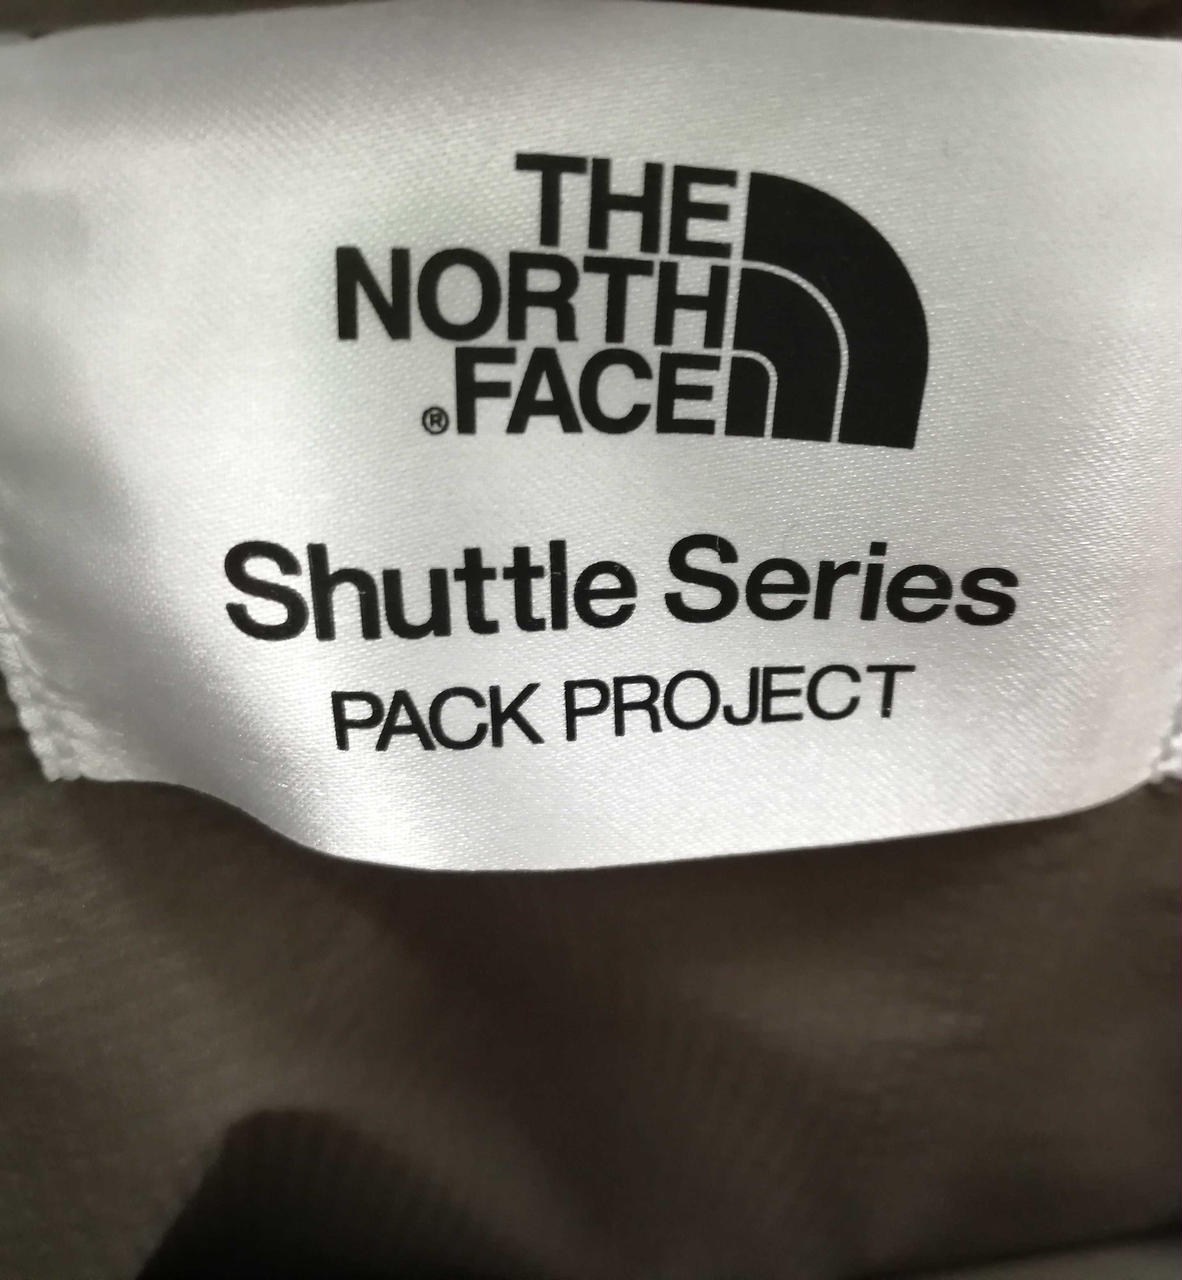 THE
NORTH
®.FACE
Shuttle Series
PACK PROJECT